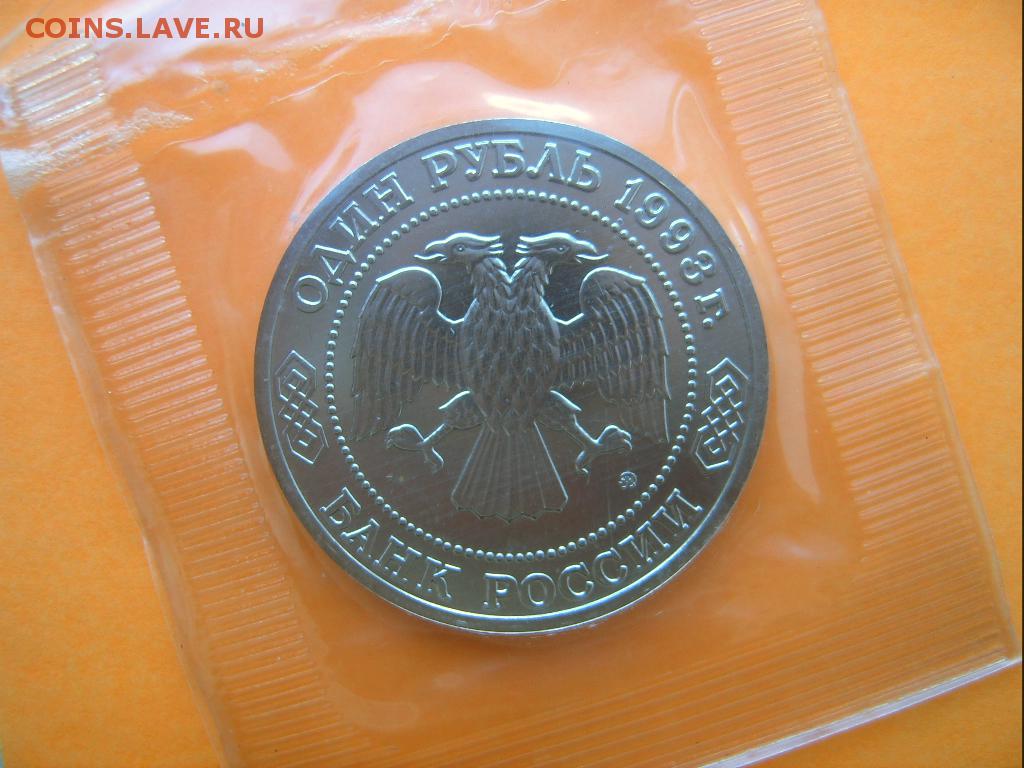 COINS.LAVE.RU
ОДИН РУБЛЬ 1993 г.
БАНК РОССИИ